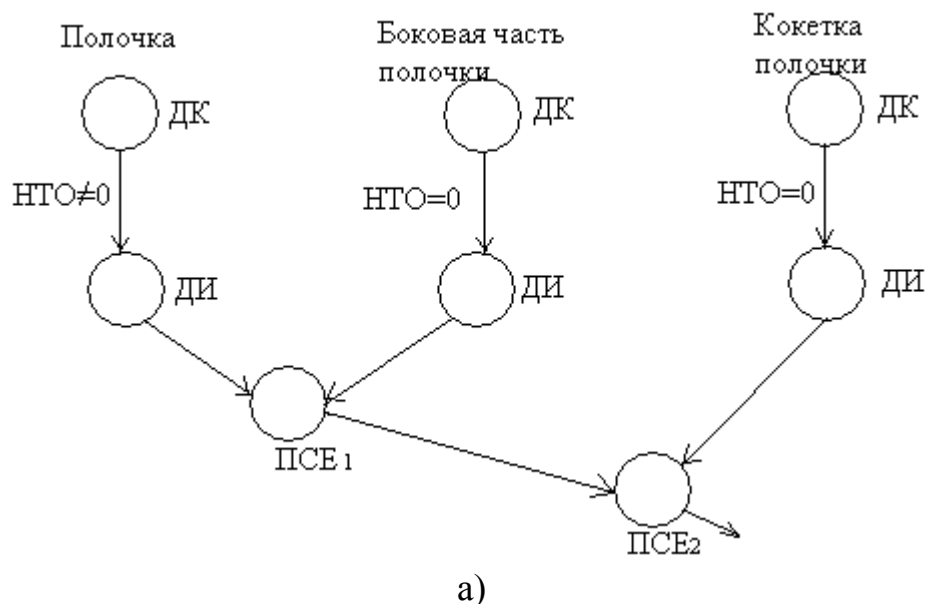 Полочка
Боковая часть
полочки
Кокетка
полочки
ДК
ДК
ДК
НТО≠0
НТО=0
НТО=0
ДИ
ДИ
ДИ
ПСЕ1
ПСЕ2
а)